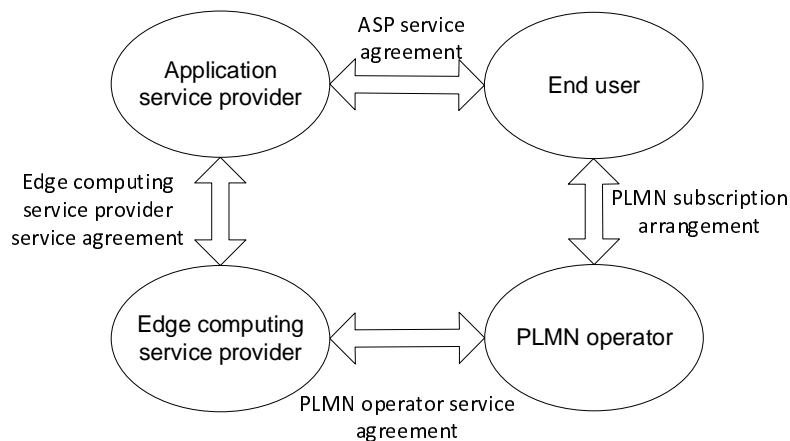 ASP service
agreement
Application
service provider
End user
Edge computing
service provider
service agreement
PLMN subscription
arrangement
Edge computing
service provider
PLMN operator
PLMN operator service
agreement